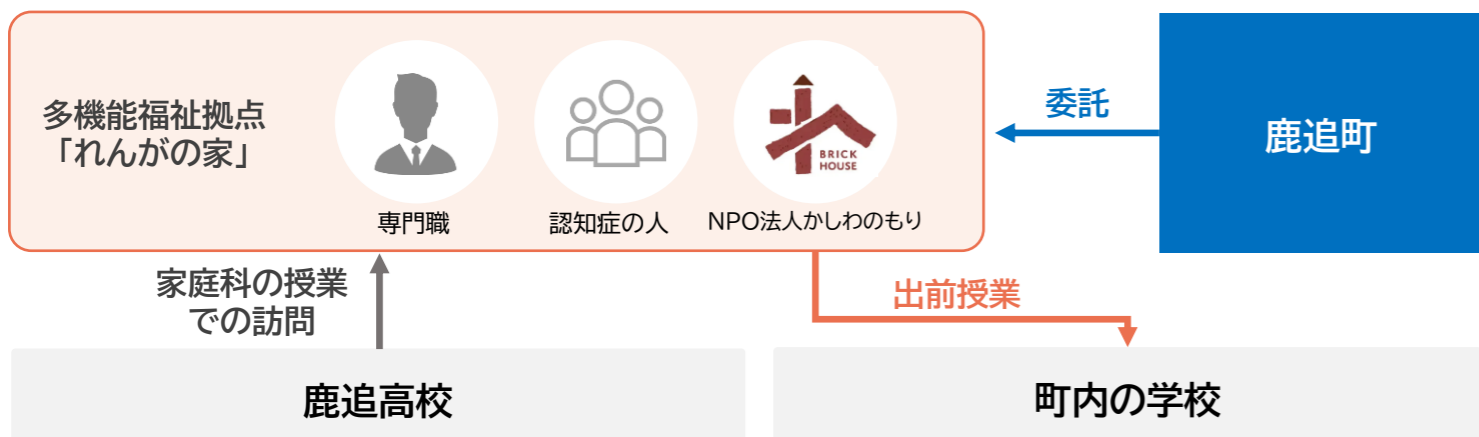 多機能福祉拠点
「れんがの家」
BRICK
HOUSE
専門職
認知症の人
NPO法人かしわのもり
委託
鹿追町
家庭科の授業
での訪問
出前授業
鹿追高校
町内の学校